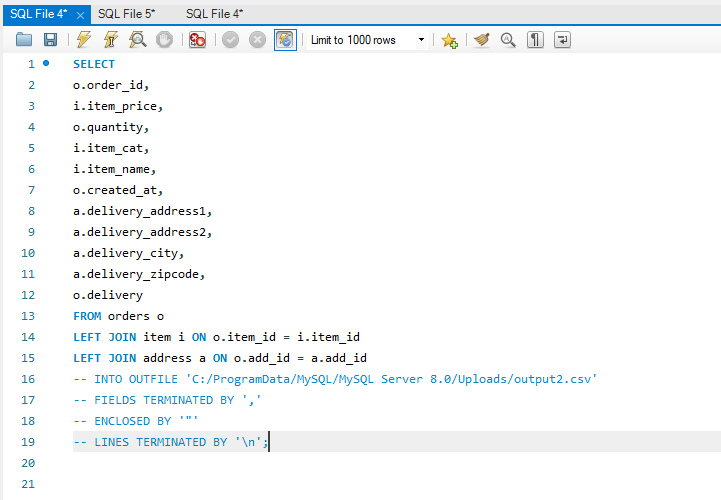 SQL File 4* SQL File 5* SQL File 4*
Limit to 1000 rows
1 SELECT
2 o.order_id,
3 i.item_price,
4 o.quantity,
5 i.item_cat,
6 i.item_name,
7 o.created_at,
8 a.delivery_address1,
9 a.delivery_address2,
10 a.delivery_city,
11 a.delivery_zipcode,
12 o.delivery
13 FROM orders o
14 LEFT JOIN item i ON o.item_id = i.item_id
15 LEFT JOIN address a ON o.add_id = a.add_id
16 -- INTO OUTFILE 'C:/ProgramData/MySQL/MySQL Server 8.0/Uploads/output2.csv'
17 -- FIELDS TERMINATED BY ','
18 -- ENCLOSED BY '"'
19 -- LINES TERMINATED BY '\n';
20
21